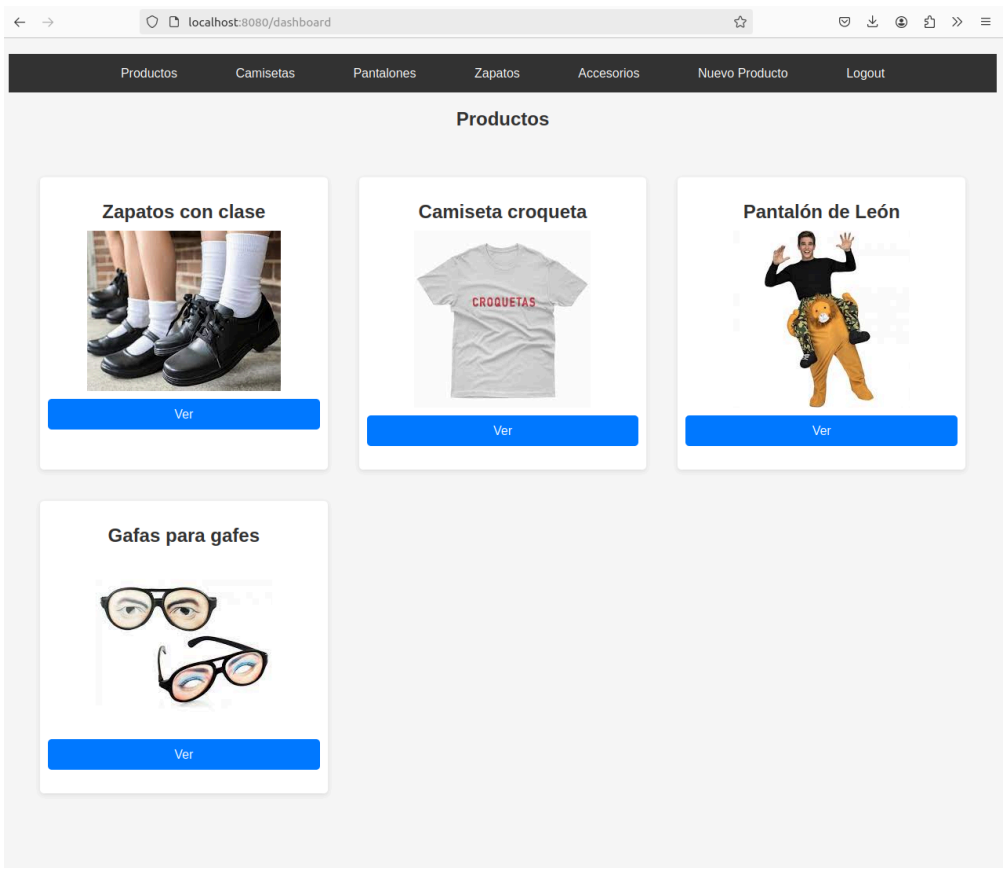 localhost:8080/dashboard
Productos Camisetas Pantalones Zapatos Accesorios Nuevo Producto Logout
Productos
Zapatos con clase
Camiseta croqueta
Pantalón de León
CROQUETAS
Ver
Ver
Ver
Gafas para gafes
Ver